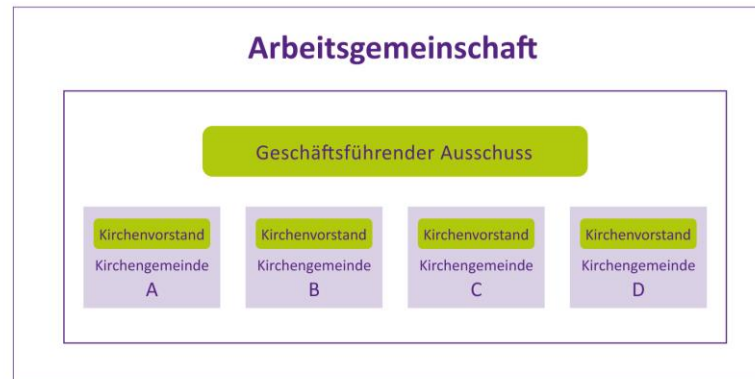 Arbeitsgemeinschaft
Geschäftsführender Ausschuss
Kirchenvorstand
Kirchengemeinde
A
Kirchenvorstand
Kirchengemeinde
B
Kirchenvorstand
Kirchengemeinde
C
Kirchenvorstand
Kirchengemeinde
D